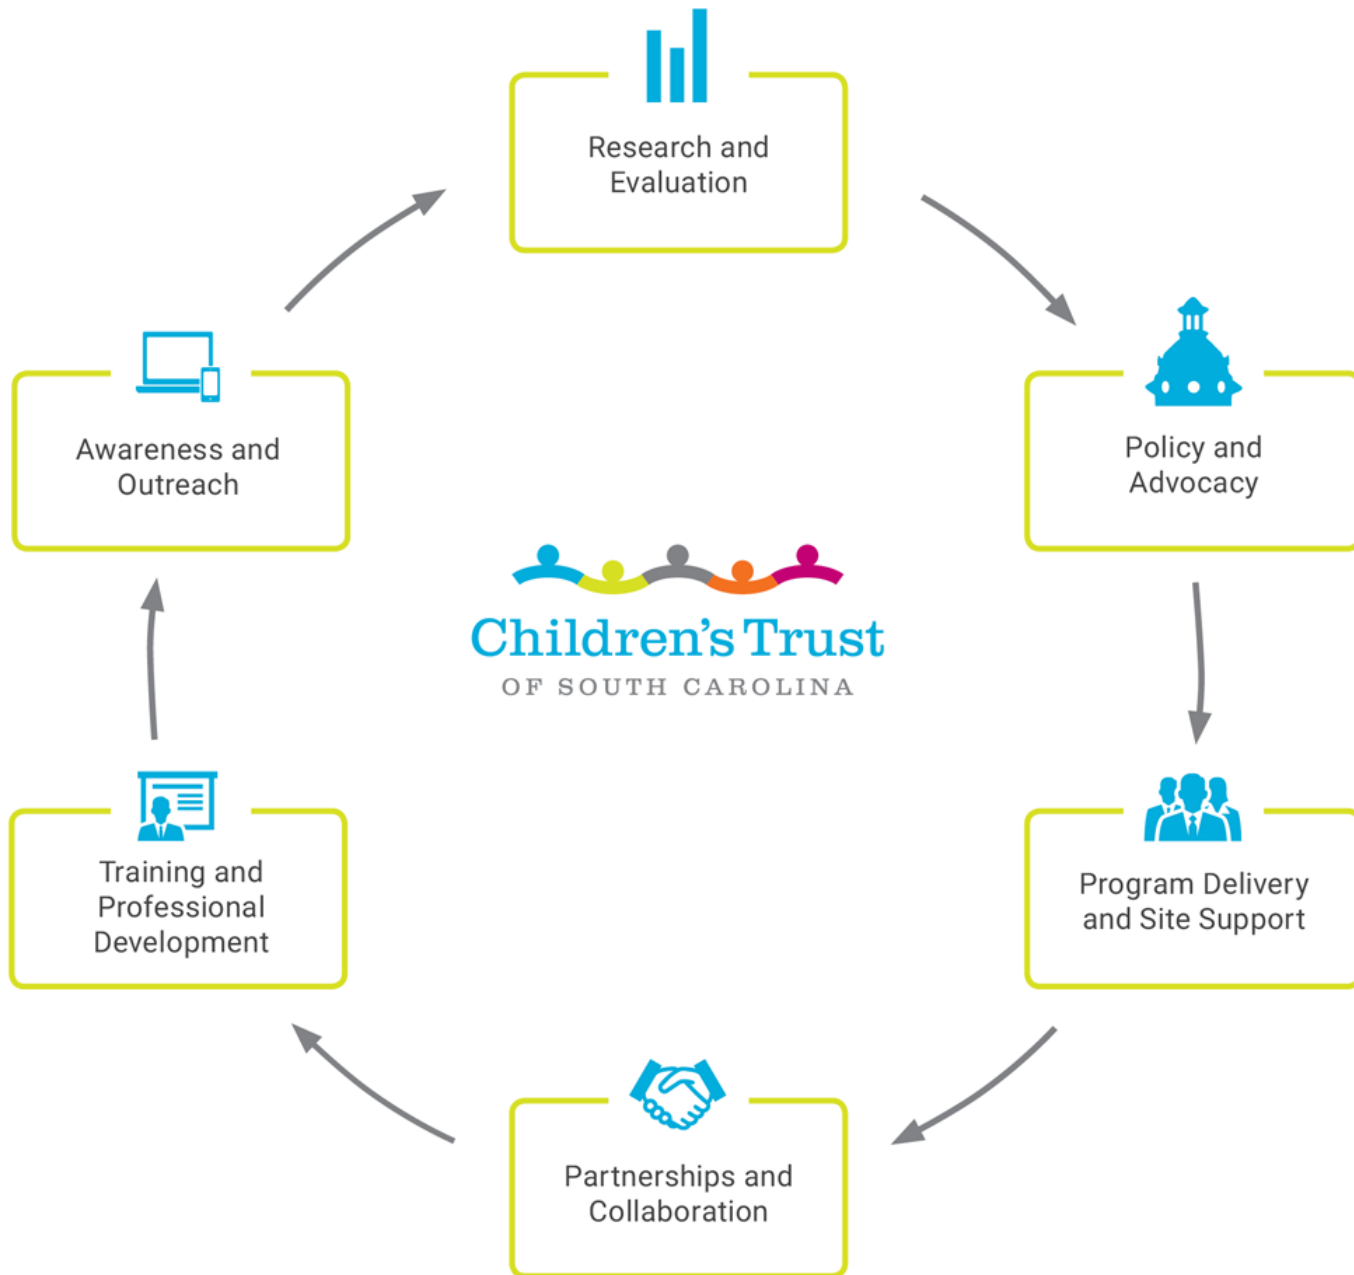 Research and
Evaluation
Policy and
Advocacy
Program Delivery
and Site Support
Partnerships and
Collaboration
Training and
Professional
Development
Awareness and
Outreach
Children's Trust
OF SOUTH CAROLINA